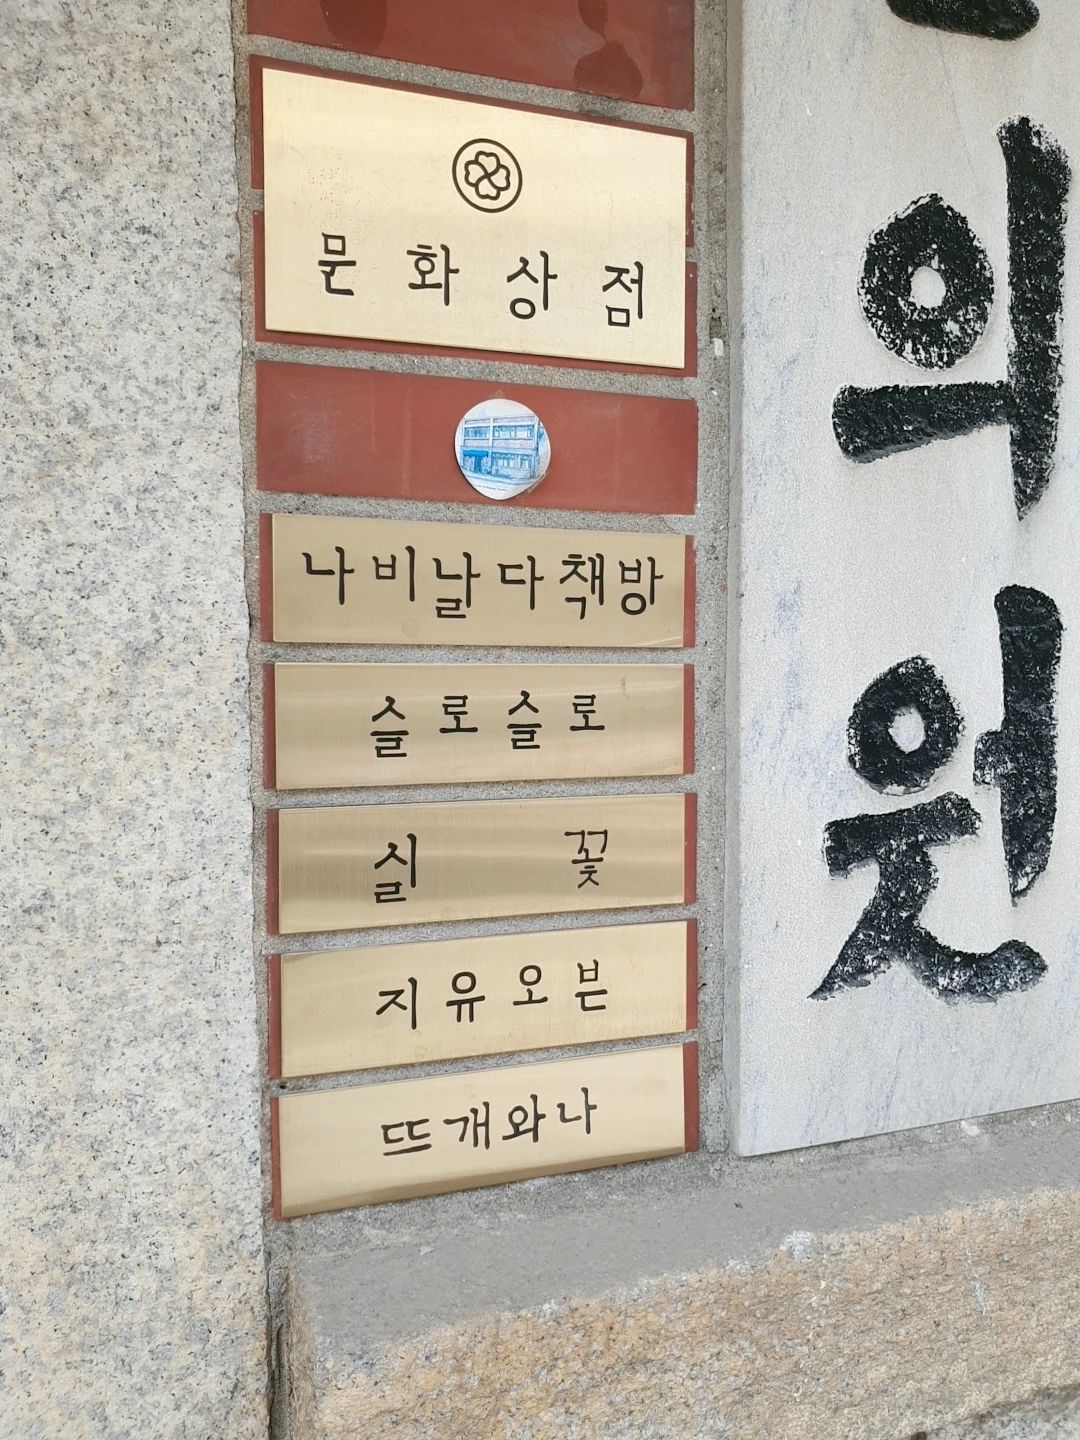 문화상점
나비날다책방
슬로슬로
실 꽃
지유오븐
뜨개와나
의원